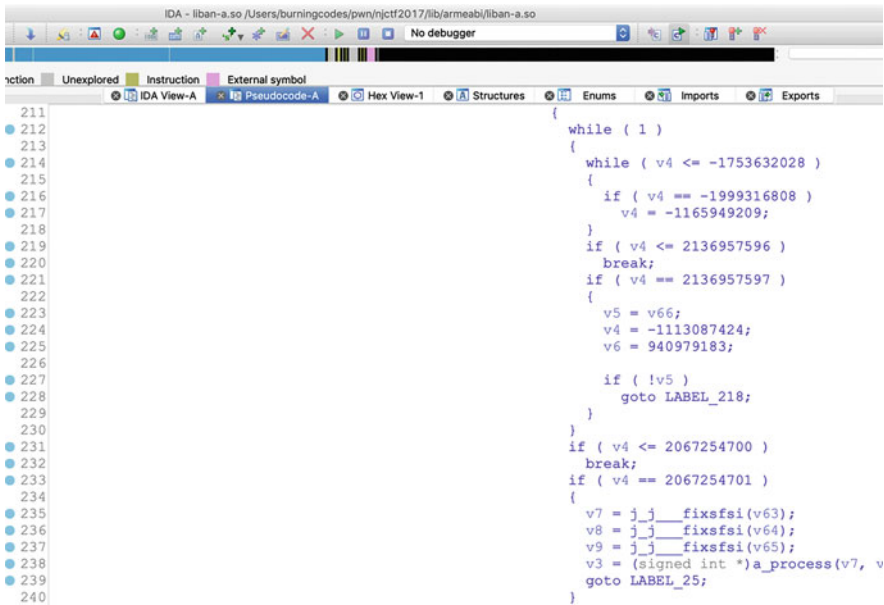 IDA - liban-a.so /Users/burningcodes/pwn/njctf2017/lib/armeabi/liban-a.so
No debugger
nction Unexplored Instruction External symbol
IDA View-A Pseudocode-A Hex View-1 Structures Enums Imports Exports
211 {
212 while ( 1 )
213 {
214 while ( v4 <= -1753632028 )
215 {
216 if ( v4 == -1999316808 )
217 v4 = -1165949209;
218 }
219 if ( v4 <= 2136957596 )
220 break;
221 if ( v4 == 2136957597 )
222 {
223 v5 = v66;
224 v4 = -1113087424;
225 v6 = 940979183;
226
227 if ( !v5 )
228 goto LABEL_218;
229 }
230 }
231 if ( v4 <= 2067254700 )
232 break;
233 if ( v4 == 2067254701 )
234 {
235 v7 = j_j___fixsfsi(v63);
236 v8 = j_j___fixsfsi(v64);
237 v9 = j_j___fixsfsi(v65);
238 v3 = (signed int *)a_process(v7, v
239 goto LABEL_25;
240 }